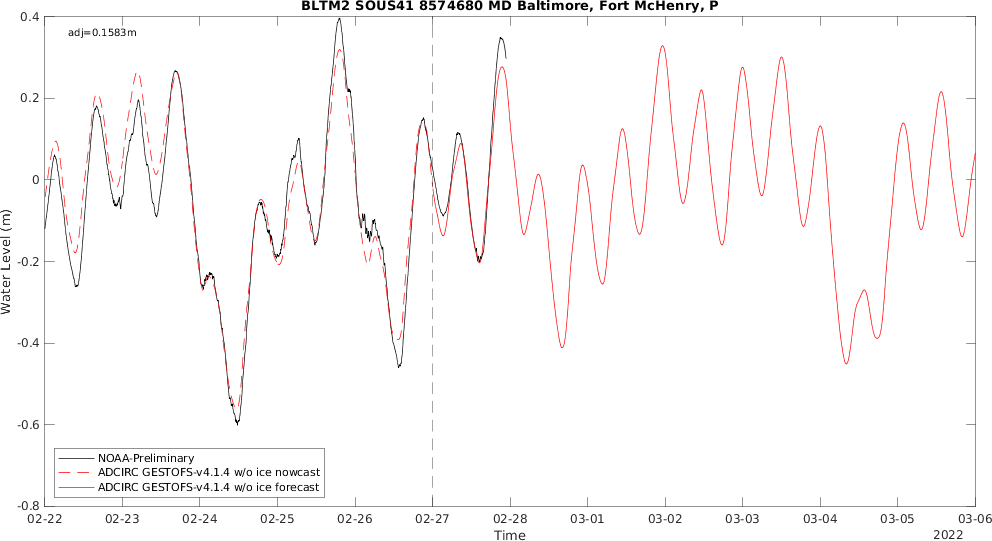 BLTM2 SOUS41 8574680 MD Baltimore, Fort McHenry, P
adj=0.1583m
0.4
0.2
0
-0.2
-0.4
-0.6
-0.8
Water Level (m)
NOAA-Preliminary
ADCIRC GESTOFS-v4.1.4 w/o ice nowcast
ADCIRC GESTOFS-v4.1.4 w/o ice forecast
02-22 02-23 02-24 02-25 02-26 02-27 02-28 03-01 03-02 03-03 03-04 03-05 03-06
Time
2022